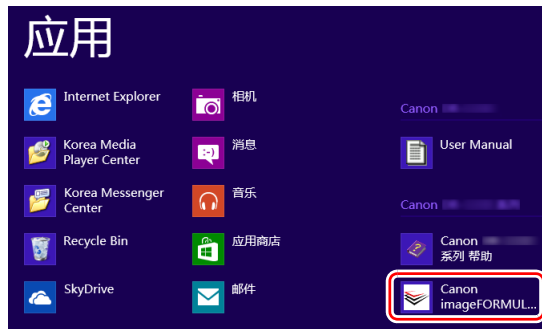 应用
Internet Explorer
Korea Media
Player Center
Korea Messenger
Center
Recycle Bin
SkyDrive
相机
消息
音乐
应用商店
邮件
Canon
User Manual
Canon
Canon
系列 帮助
Canon
imageFORMUL...